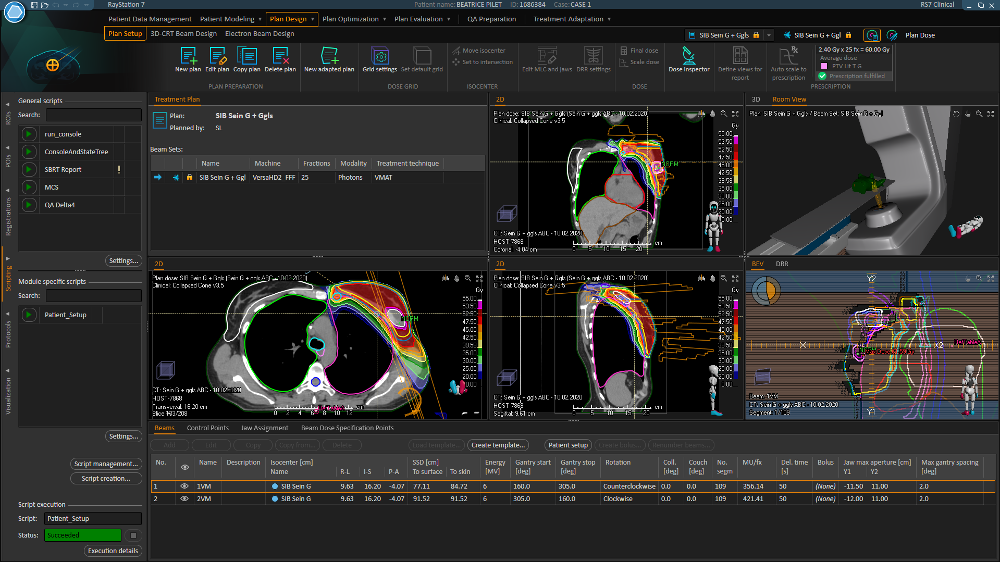 RayStation 7
Patient name: BEATRICE PILET ID: 1686384 Case: CASE 1
RS7 Clinical
Patient Data Management Patient Modeling Plan Design Plan Optimization Plan Evaluation QA Preparation Treatment Adaptation
Plan Setup 3D-CRT Beam Design Electron Beam Design
SIB Sein G + Ggls SIB Sein G + Ggl Plan Dose
New plan Edit plan Copy plan Delete plan
PLAN PREPARATION
New adapted plan
Grid settings Set default grid
DOSE GRID
Move isocenter
Set to intersection
ISOCENTER
Edit MLC and jaws DRR settings
Final dose
Scale dose
DOSE
Dose inspector
Define views for report
Auto scale to prescription
2.40 Gy x 25 fx = 60.00 Gy
Average dose
PTV Lit T G
Prescription fulfilled
PRESCRIPTION
ROIs
POIs
Registrations
Scripting
Protocols
Visualization
General scripts
Search:
run_console
ConsoleAndStateTree
SBRT Report !
MCS
QA Delta4
Settings...
Module specific scripts
Search:
Patient_Setup
Settings...
Script management...
Script creation...
Script execution
Script: Patient_Setup
Status: Succeeded
Execution details
Treatment Plan
Plan: SIB Sein G + Ggls
Planned by: SL
Beam Sets:
Name Machine Fractions Modality Treatment technique
SIB Sein G + Ggl VersaHD2_FFF 25 Photons VMAT
2D
Plan dose: SIB Sein G + Ggls (Sein G + ggls ABC - 10.02.2020)
Clinical: Collapsed Cone v3.5
Gy
55.00
53.50
52.50
47.50
45.00
42.50
39.58
35.00
30.00
25.00
20.00
0.00
NORM
CT: Sein G + ggls ABC - 10.02.2020
HOST-7868
Coronal: -4.04 cm
0 5 10 15 20 cm
3D Room View
Plan: SIB Sein G + Ggls / Beam Set: SIB Sein G + Ggl
2D
Plan dose: SIB Sein G + Ggls (Sein G + ggls ABC - 10.02.2020)
Clinical: Collapsed Cone v3.5
Gy
55.00
53.50
52.50
47.50
45.00
42.50
39.58
35.00
30.00
25.00
20.00
0.00
NORM
CT: Sein G + ggls ABC - 10.02.2020
HOST-7868
Transversal: 16.20 cm
Slice 133/208
RefTableA
0 2 4 6 8 10 12 cm
2D
Plan dose: SIB Sein G + Ggls (Sein G + ggls ABC - 10.02.2020)
Clinical: Collapsed Cone v3.5
Gy
55.00
53.50
52.50
47.50
45.00
42.50
39.58
35.00
30.00
25.00
20.00
0.00
CT: Sein G + ggls ABC - 10.02.2020
HOST-7868
Sagittal: 9.61 cm
0 5 10 15 20 cm
BEV DRR
Y2
X1 X2
RefTableA
NORM
Max Dose 61.59 Gy
Y1
Beam: 1VM
CT: Sein G + ggls ABC - 10.02.2020
Segment: 1/109
Beams Control Points Jaw Assignment Beam Dose Specification Points
Add Edit Copy Copy from... Delete Load template... Create template... Patient setup Create bolus... Renumber beams...
No. Name Description Isocenter [cm] SSD [cm] Energy [MV] Gantry start [deg] Gantry stop [deg] Rotation Coll. [deg] Couch [deg] No. segm MU/fx Del. time [s] Bolus Jaw max aperture [cm] Max gantry spacing [deg]
Name R-L I-S P-A To surface To skin Y1 Y2
1 1VM SIB Sein G 9.63 16.20 -4.07 77.11 84.72 6 160.0 305.0 Counterclockwise 0.0 0.0 109 356.14 50 (None) -11.50 11.00 2.0
2 2VM SIB Sein G 9.63 16.20 -4.07 91.52 91.52 6 305.0 160.0 Clockwise 0.0 0.0 109 421.41 50 (None) -12.00 11.00 2.0